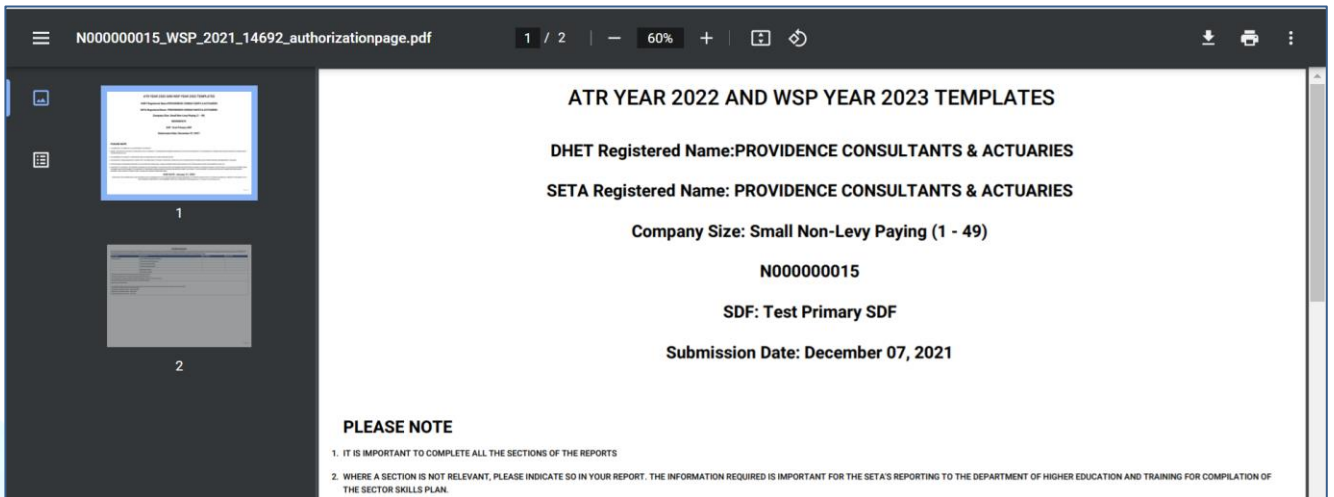 N000000015_WSP_2021_14692_authorizationpage.pdf
1 / 2
60%
1
2
ATR YEAR 2022 AND WSP YEAR 2023 TEMPLATES
DHET Registered Name:PROVIDENCE CONSULTANTS & ACTUARIES
SETA Registered Name: PROVIDENCE CONSULTANTS & ACTUARIES
Company Size: Small Non-Levy Paying (1 - 49)
N000000015
SDF: Test Primary SDF
Submission Date: December 07, 2021
PLEASE NOTE
1. IT IS IMPORTANT TO COMPLETE ALL THE SECTIONS OF THE REPORTS
2. WHERE A SECTION IS NOT RELEVANT, PLEASE INDICATE SO IN YOUR REPORT. THE INFORMATION REQUIRED IS IMPORTANT FOR THE SETA'S REPORTING TO THE DEPARTMENT OF HIGHER EDUCATION AND TRAINING FOR COMPILATION OF
THE SECTOR SKILLS PLAN.